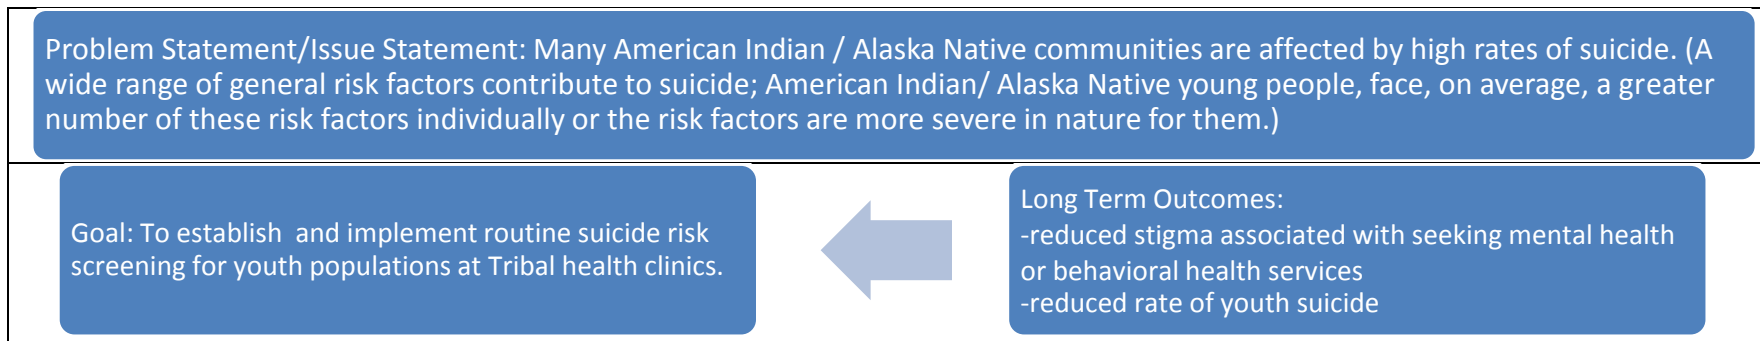 Problem Statement/Issue Statement: Many American Indian / Alaska Native communities are affected by high rates of suicide. (A
wide range of general risk factors contribute to suicide; American Indian/ Alaska Native young people, face, on average, a greater
number of these risk factors individually or the risk factors are more severe in nature for them.)
Goal: To establish  and implement routine suicide risk
screening for youth populations at Tribal health clinics.
Long Term Outcomes:
-reduced stigma associated with seeking mental health
or behavioral health services
-reduced rate of youth suicide